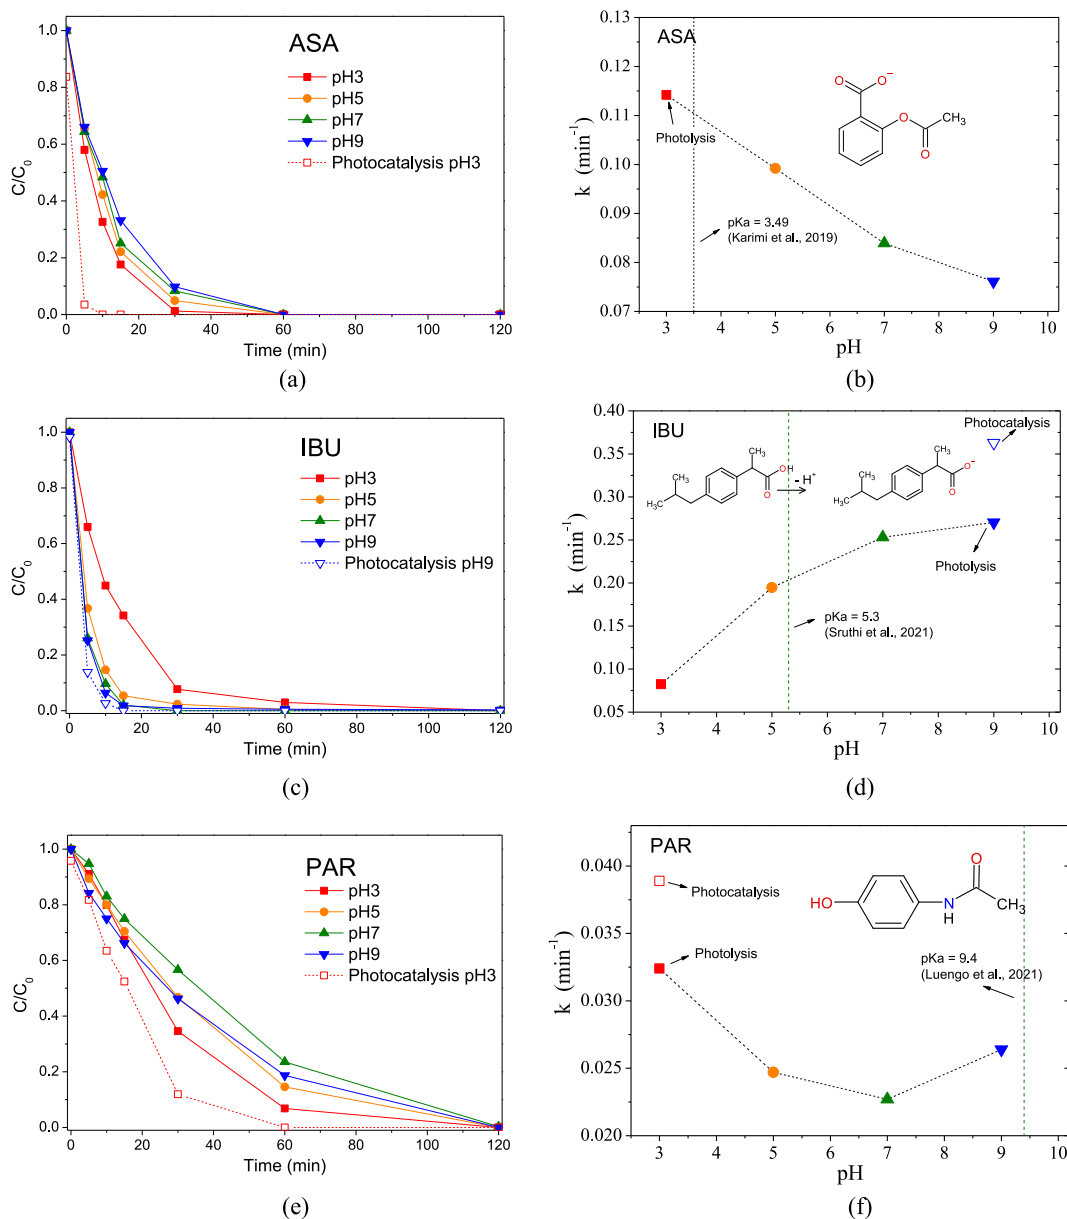 ASA
pH3
pH5
pH7
pH9
Photocatalysis pH3
C/C0
1.0
0.8
0.6
0.4
0.2
0.0
0 20 40 60 80 100 120
Time (min)
(a)
ASA
k (min-1)
0.13
0.12
0.11
0.10
0.09
0.08
0.07
O O−
O CH3
O
Photolysis
pKa = 3.49
(Karimi et al., 2019)
3 4 5 6 7 8 9 10
pH
(b)
IBU
pH3
pH5
pH7
pH9
Photocatalysis pH9
C/C0
1.0
0.8
0.6
0.4
0.2
0.0
0 20 40 60 80 100 120
Time (min)
(c)
IBU
k (min-1)
0.40
0.35
0.30
0.25
0.20
0.15
0.10
0.05
Photocatalysis
CH3
OH
O
CH3
H3C
- H+
CH3
O−
O
CH3
H3C
Photolysis
pKa = 5.3
(Sruthi et al., 2021)
3 4 5 6 7 8 9 10
pH
(d)
PAR
pH3
pH5
pH7
pH9
Photocatalysis pH3
C/C0
1.0
0.8
0.6
0.4
0.2
0.0
0 20 40 60 80 100 120
Time (min)
(e)
PAR
k (min-1)
0.040
0.035
0.030
0.025
0.020
O
HO
N
H
CH3
Photocatalysis
Photolysis
pKa = 9.4
(Luengo et al., 2021)
3 4 5 6 7 8 9 10
pH
(f)